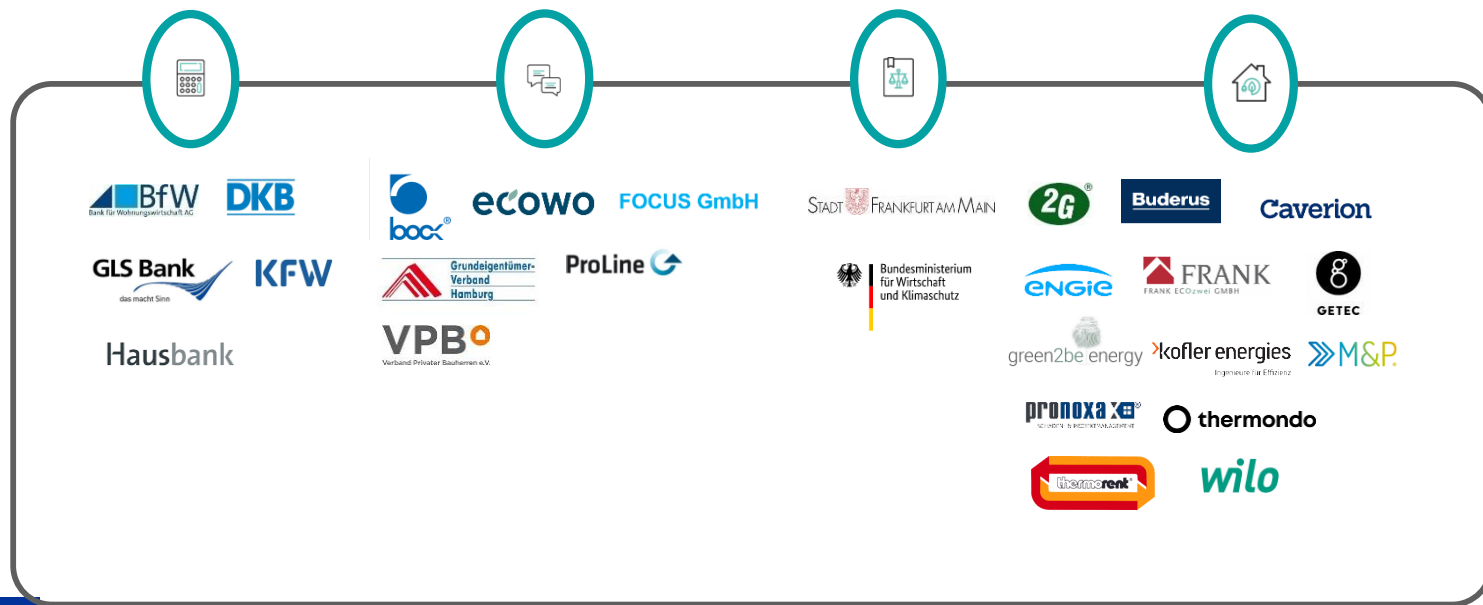 BfW
Bank für Wohnungswirtschaft AG
DKB
GLS Bank
das macht Sinn
KFW
Hausbank
bock®
ecowo
FOCUS GmbH
Grundeigentümer-
Verband
Hamburg
ProLine
VPB
Verband Privater Bauherren e.V.
STADT FRANKFURT AM MAIN
Bundesministerium
für Wirtschaft
und Klimaschutz
2G®
Buderus
Caverion
ENGIE
FRANK
FRANK ECOzwei GMBH
g
GETEC
green2be energy
kofler energies
Ingenieure für Effizienz
M&P.
pronoxa®
thermondo
thermorent®
wilo